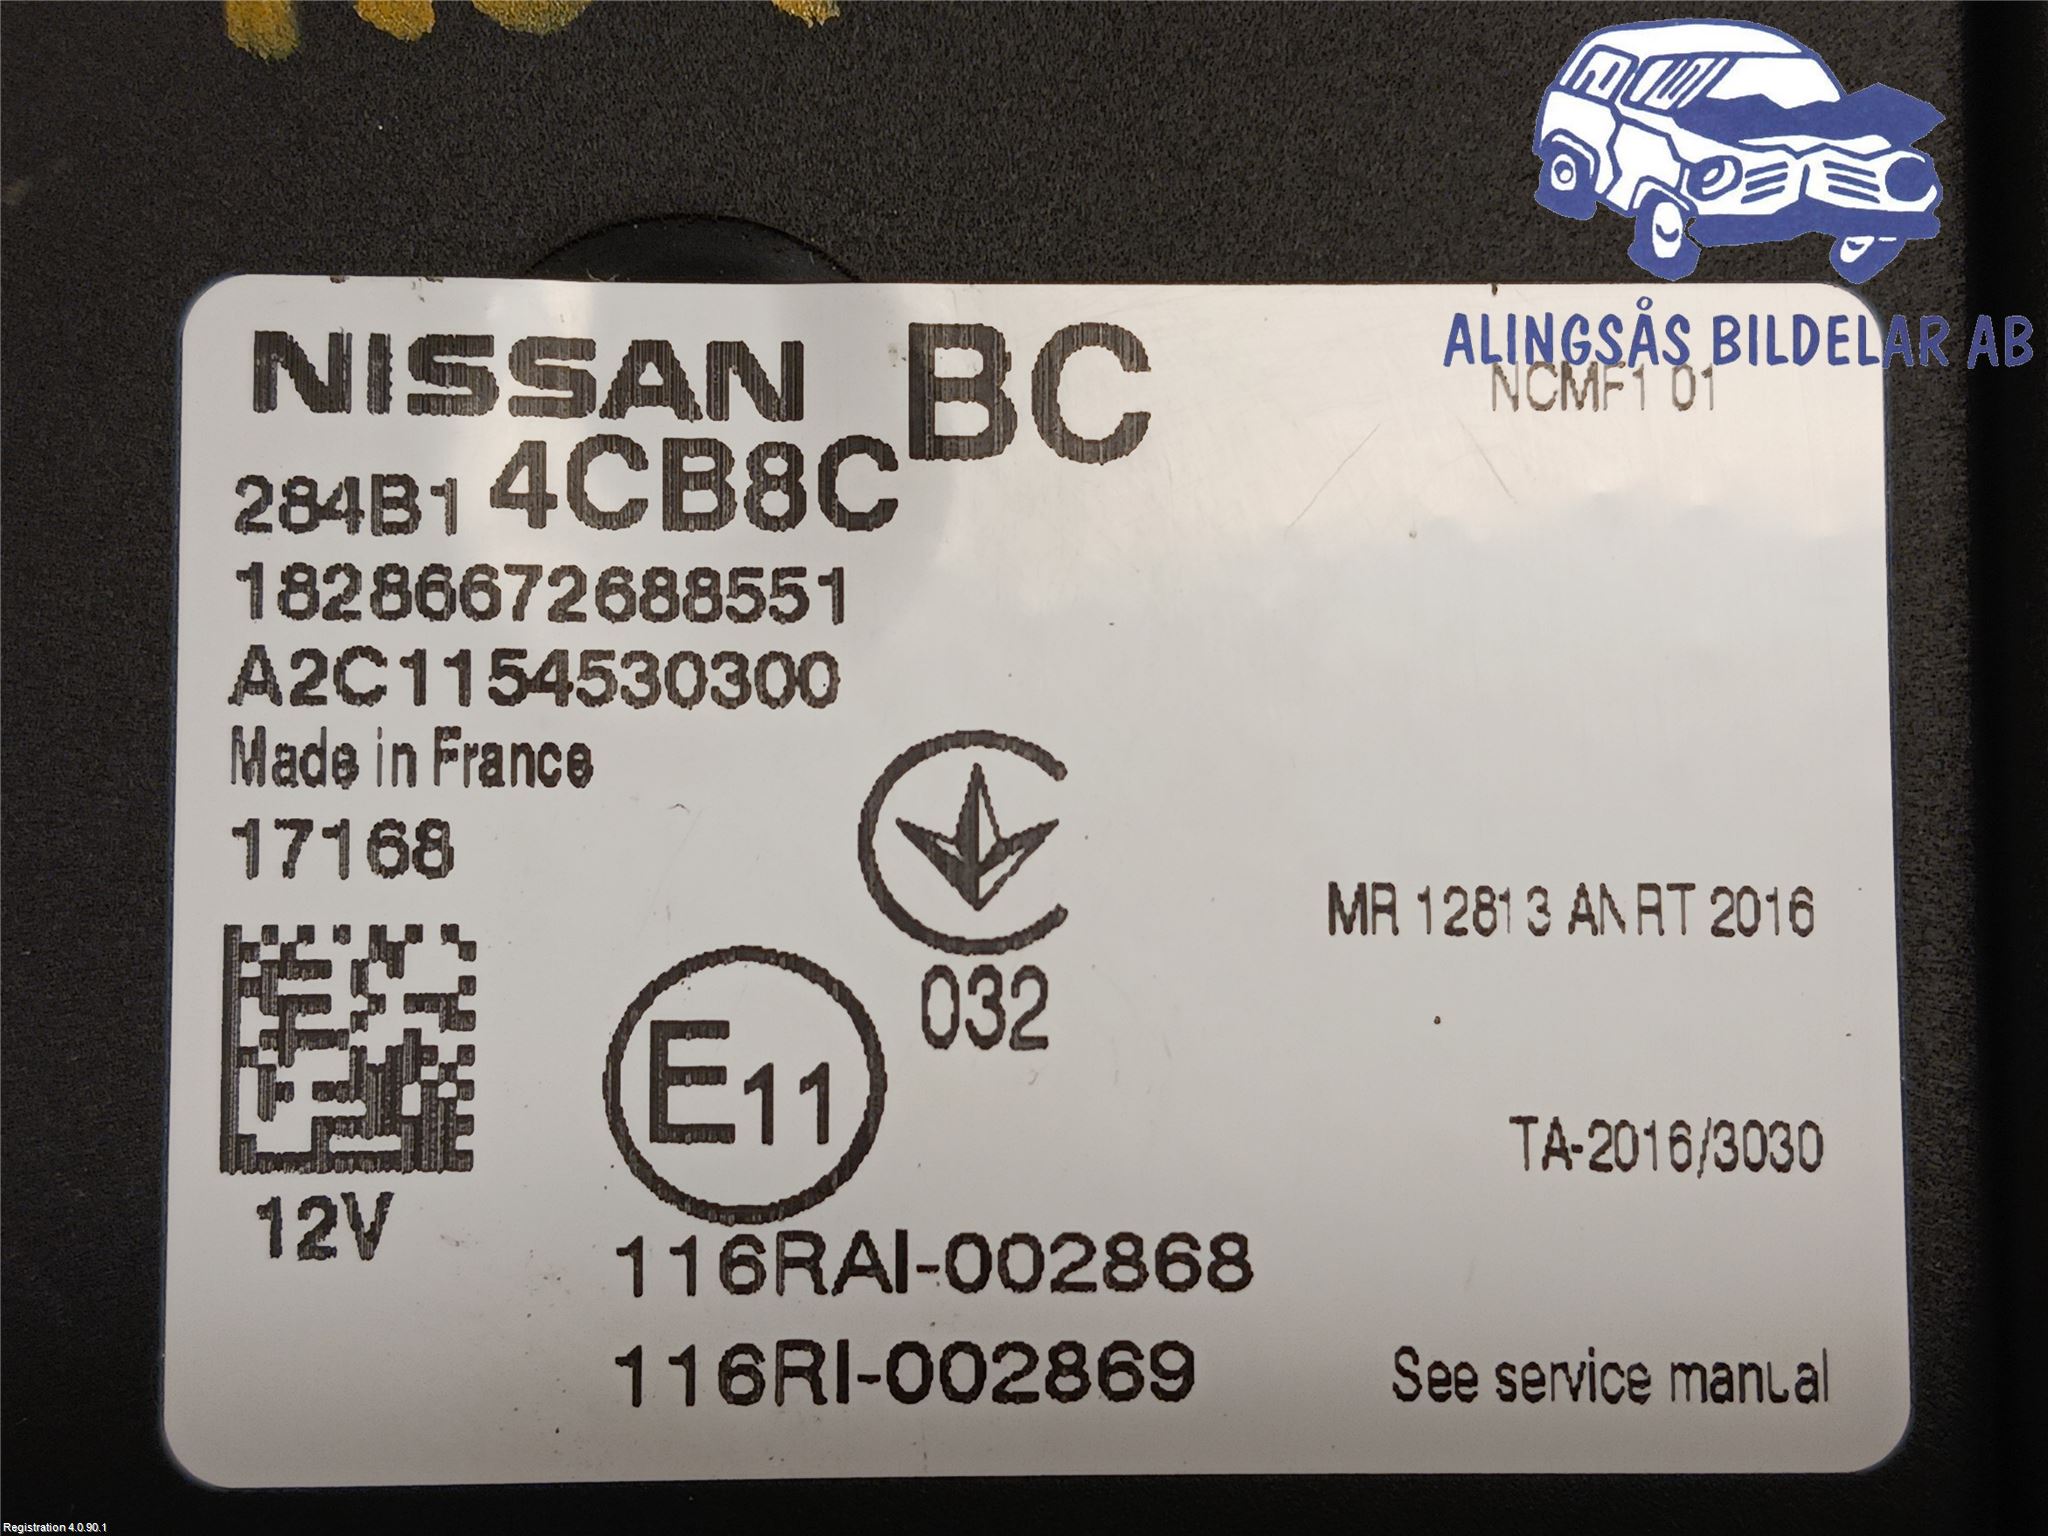 ALINGSÅS BILDELAR AB
NISSAN BC
NCMF1 01
284B1 4CB8C
18286672688551
A2C1154530300
Made in France
17168
MR 12813 ANRT 2016
032
E11
TA-2016/3030
12V
116RAI-002868
116RI-002869
See service manual
Registration 4.0.90.1